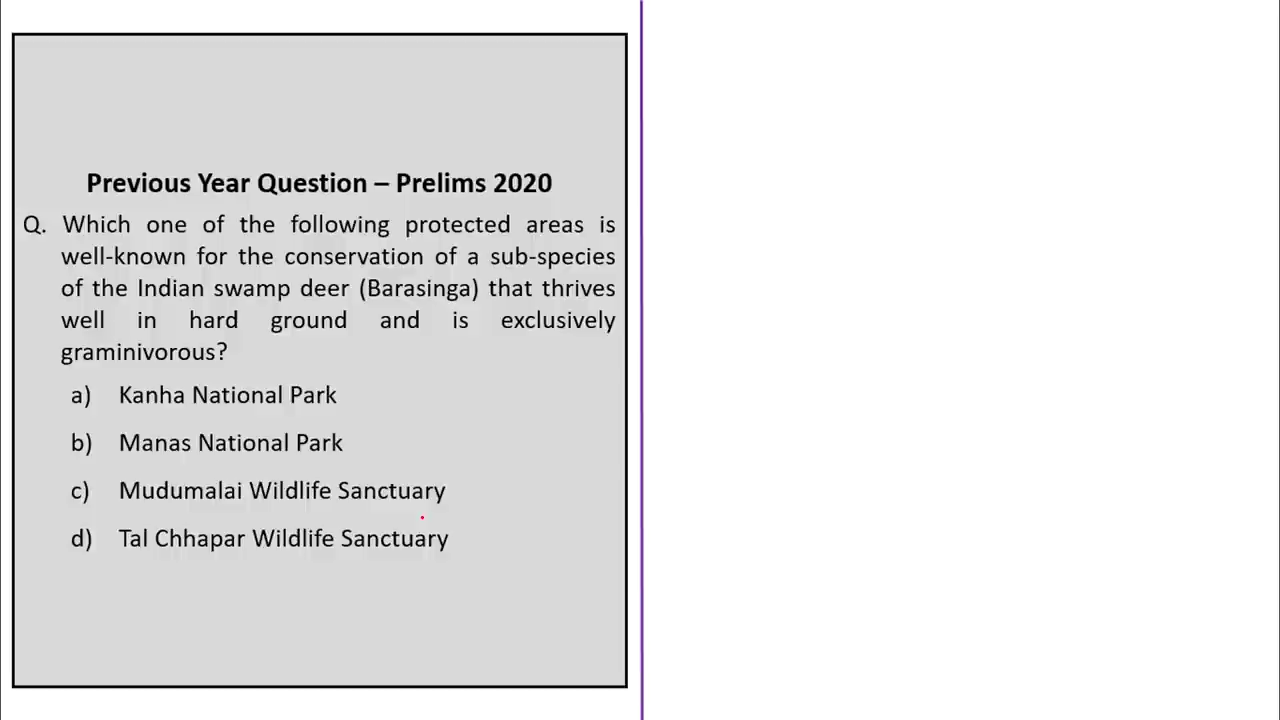 Previous Year Question – Prelims 2020
Q. Which one of the following protected areas is
well-known for the conservation of a sub-species
of the Indian swamp deer (Barasinga) that thrives
well in hard ground and is exclusively
graminivorous?
a) Kanha National Park
b) Manas National Park
c) Mudumalai Wildlife Sanctuary
d) Tal Chhapar Wildlife Sanctuary